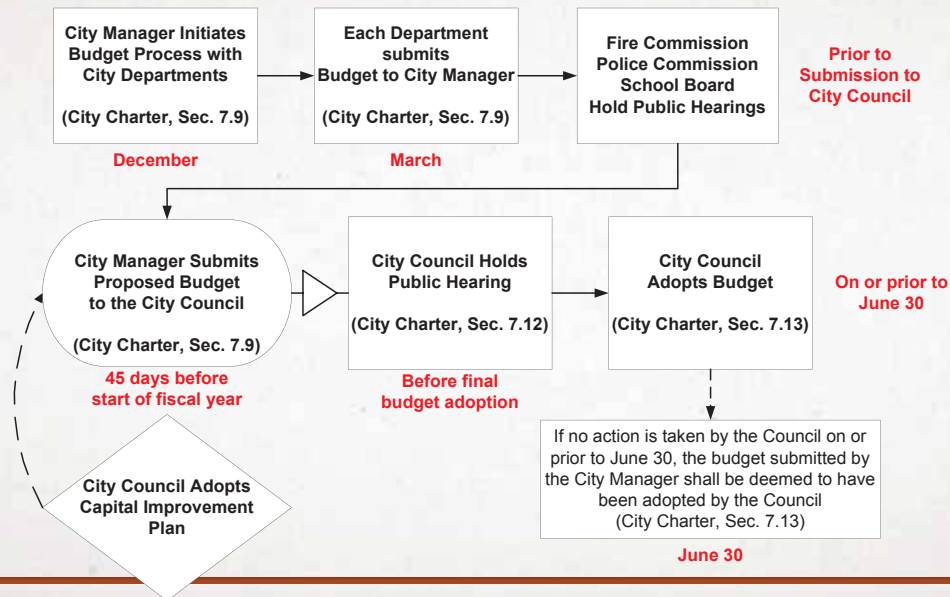 City Manager Initiates
Budget Process with
City Departments
(City Charter, Sec. 7.9)
December
Each Department
submits
Budget to City Manager
(City Charter, Sec. 7.9)
March
Fire Commission
Police Commission
School Board
Hold Public Hearings
Prior to
Submission to
City Council
City Manager Submits
Proposed Budget
to the City Council
(City Charter, Sec. 7.9)
45 days before
start of fiscal year
City Council Holds
Public Hearing
(City Charter, Sec. 7.12)
Before final
budget adoption
City Council
Adopts Budget
(City Charter, Sec. 7.13)
On or prior to
June 30
City Council Adopts
Capital Improvement
Plan
If no action is taken by the Council on or
prior to June 30, the budget submitted by
the City Manager shall be deemed to have
been adopted by the Council
(City Charter, Sec. 7.13)
June 30